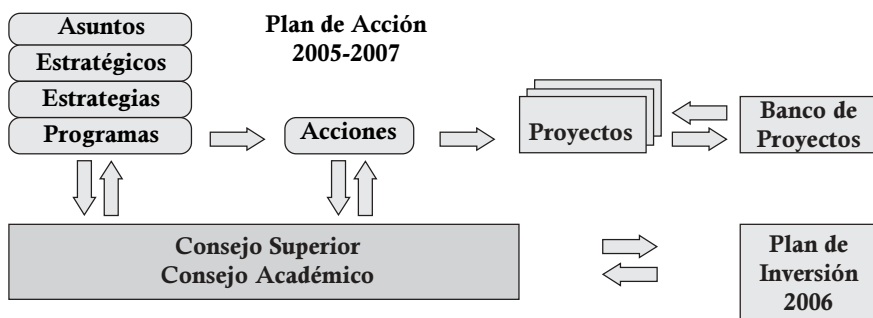 Asuntos
Estratégicos
Estrategias
Programas
Plan de Acción
2005-2007
Acciones
Proyectos
Banco de
Proyectos
Consejo Superior
Consejo Académico
Plan de
Inversión
2006